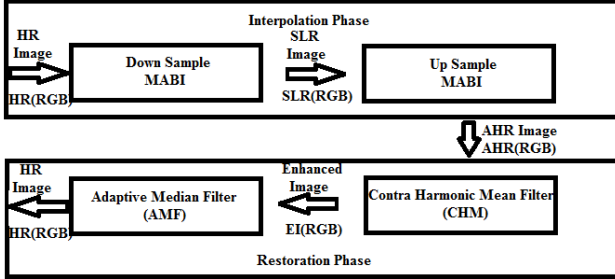 Interpolation Phase
HR
Image
HR(RGB)
Down Sample
MABI
SLR
Image
SLR(RGB)
Up Sample
MABI
AHR Image
AHR(RGB)
HR
Image
HR(RGB)
Adaptive Median Filter
(AMF)
Enhanced
Image
EI(RGB)
Contra Harmonic Mean Filter
(CHM)
Restoration Phase